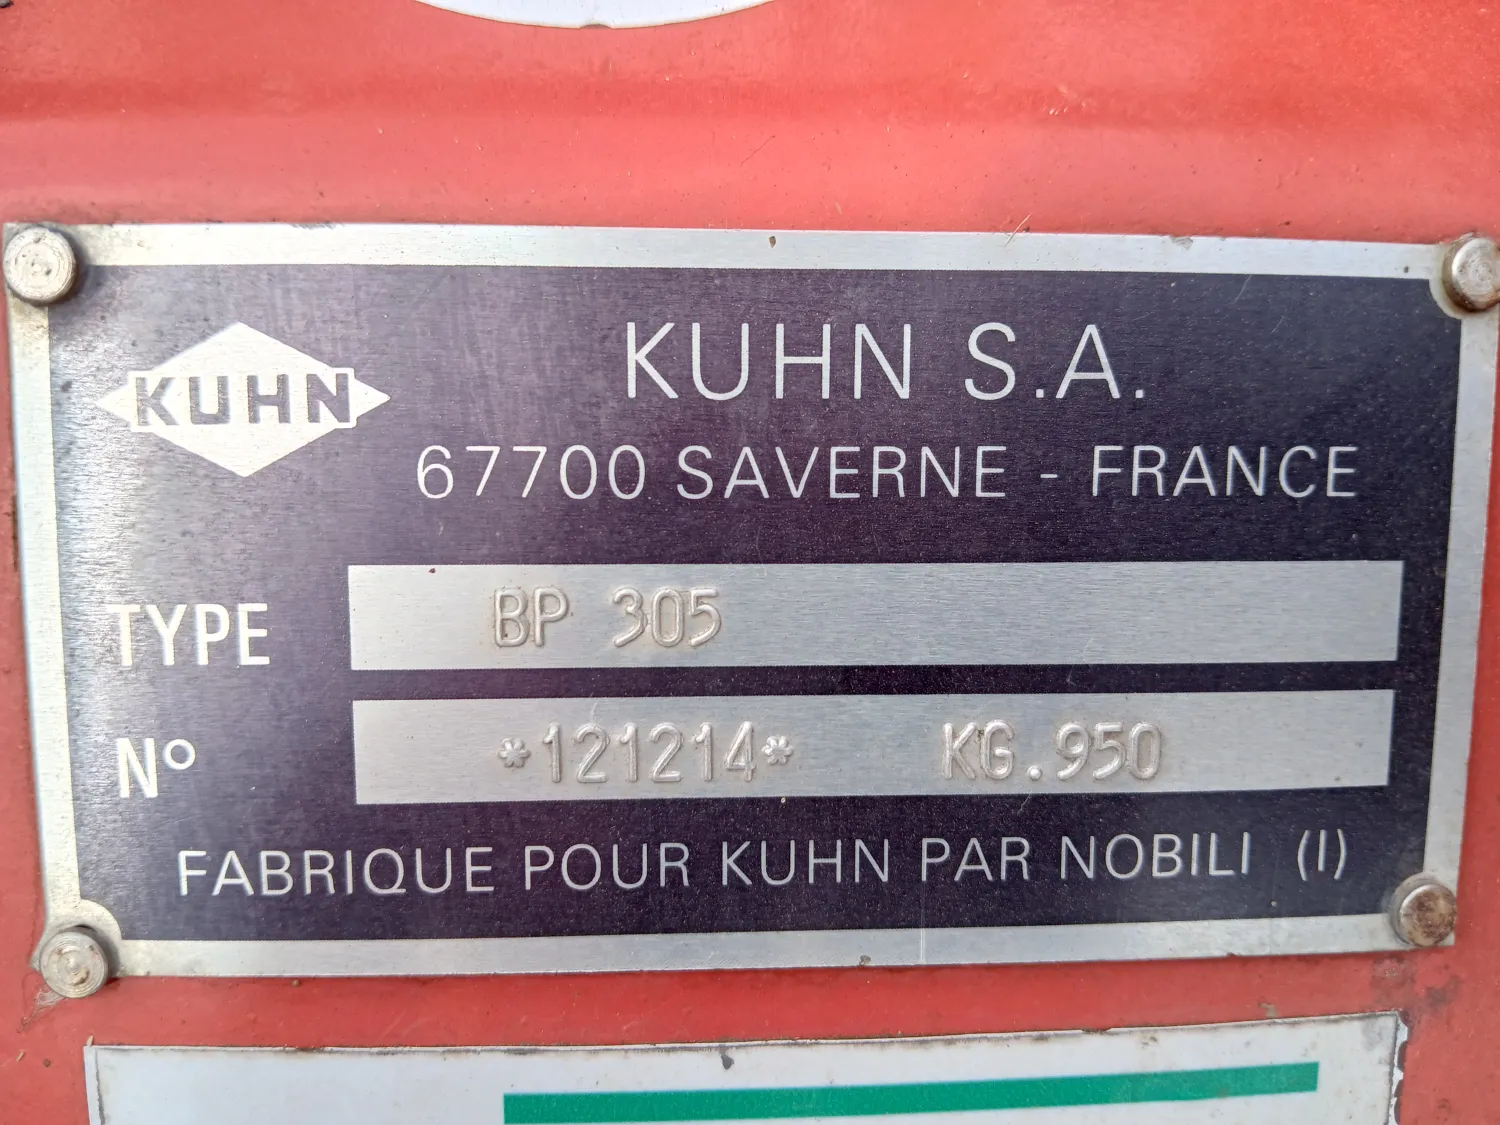 KUHN
KUHN S.A.
67700 SAVERNE - FRANCE
TYPE BP 305
N° *121214* KG.950
FABRIQUE POUR KUHN PAR NOBILI (I)